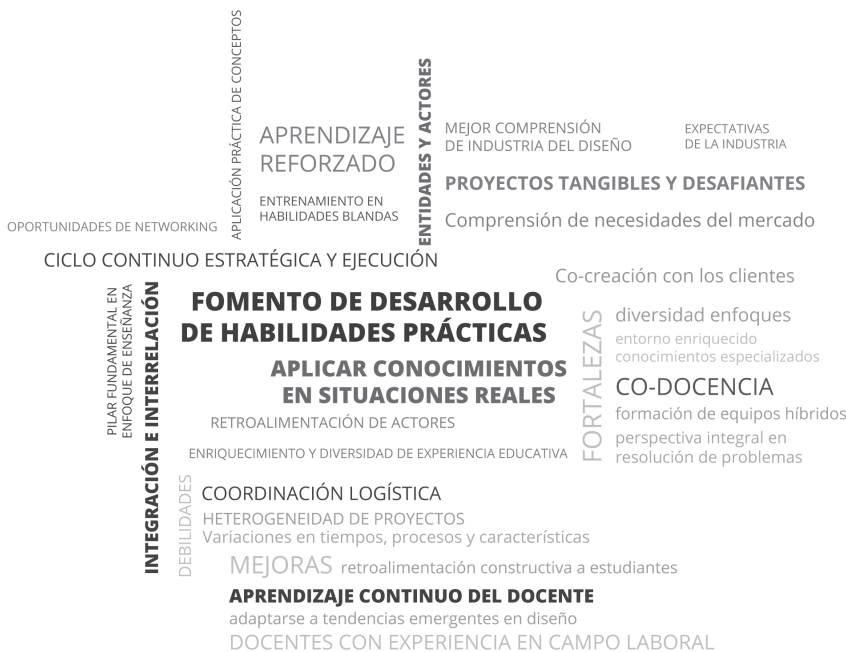 APLICACIÓN PRÁCTICA DE CONCEPTOS
APRENDIZAJE
REFORZADO
ENTRENAMIENTO EN
HABILIDADES BLANDAS
ENTIDADES Y ACTORES
MEJOR COMPRENSIÓN
DE INDUSTRIA DEL DISEÑO
EXPECTATIVAS
DE LA INDUSTRIA
PROYECTOS TANGIBLES Y DESAFIANTES
Comprensión de necesidades del mercado
OPORTUNIDADES DE NETWORKING
CICLO CONTINUO ESTRATÉGICA Y EJECUCIÓN
Co-creación con los clientes
PILAR FUNDAMENTAL EN
ENFOQUE DE ENSEÑANZA
INTEGRACIÓN E INTERRELACIÓN
FOMENTO DE DESARROLLO
DE HABILIDADES PRÁCTICAS
APLICAR CONOCIMIENTOS
EN SITUACIONES REALES
RETROALIMENTACIÓN DE ACTORES
ENRIQUECIMIENTO Y DIVERSIDAD DE EXPERIENCIA EDUCATIVA
FORTALEZAS
diversidad enfoques
entorno enriquecido
conocimientos especializados
CO-DOCENCIA
formación de equipos híbridos
perspectiva integral en
resolución de problemas
DEBILIDADES
COORDINACIÓN LOGÍSTICA
HETEROGENEIDAD DE PROYECTOS
Variaciones en tiempos, procesos y características
MEJORAS retroalimentación constructiva a estudiantes
APRENDIZAJE CONTINUO DEL DOCENTE
adaptarse a tendencias emergentes en diseño
DOCENTES CON EXPERIENCIA EN CAMPO LABORAL